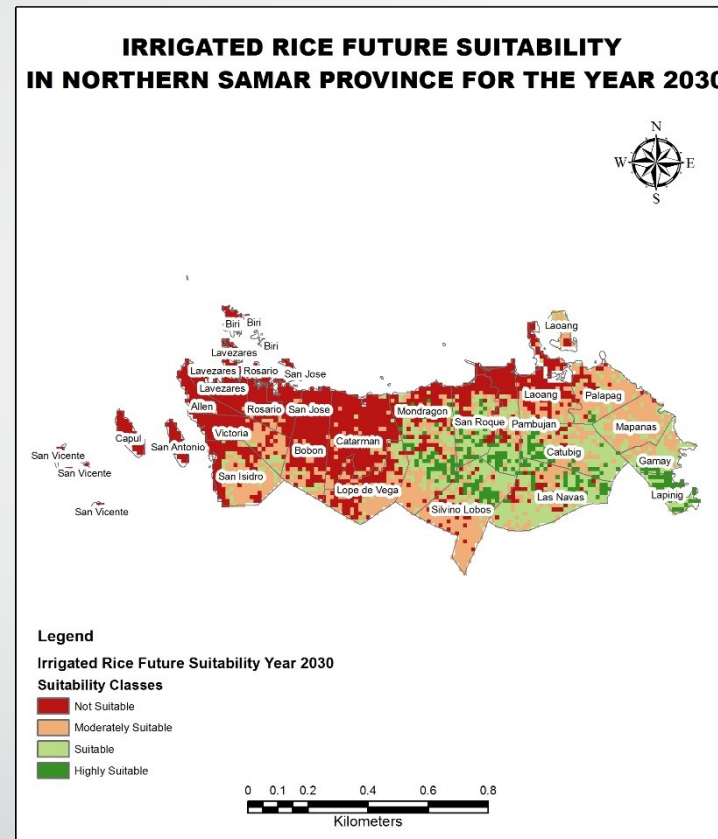 IRRIGATED RICE FUTURE SUITABILITY
IN NORTHERN SAMAR PROVINCE FOR THE YEAR 2030
N
W E
S
Laoang
Biri Biri
Biri
Lavezares
Lavezares Rosario San Jose
Lavezares
Allen Rosario San Jose
Mondragon San Roque Laoang Palapag
Pambujan Mapanas
Capul San Antonio Victoria Bobon Catarman Catubig
San Vicente
San Vicente
San Isidro Lope de Vega Gamay
Las Navas Lapinig
San Vicente Silvino Lobos
Legend
Irrigated Rice Future Suitability Year 2030
Suitability Classes
Not Suitable
Moderately Suitable
Suitable
Highly Suitable
0 0.1 0.2 0.4 0.6 0.8
Kilometers